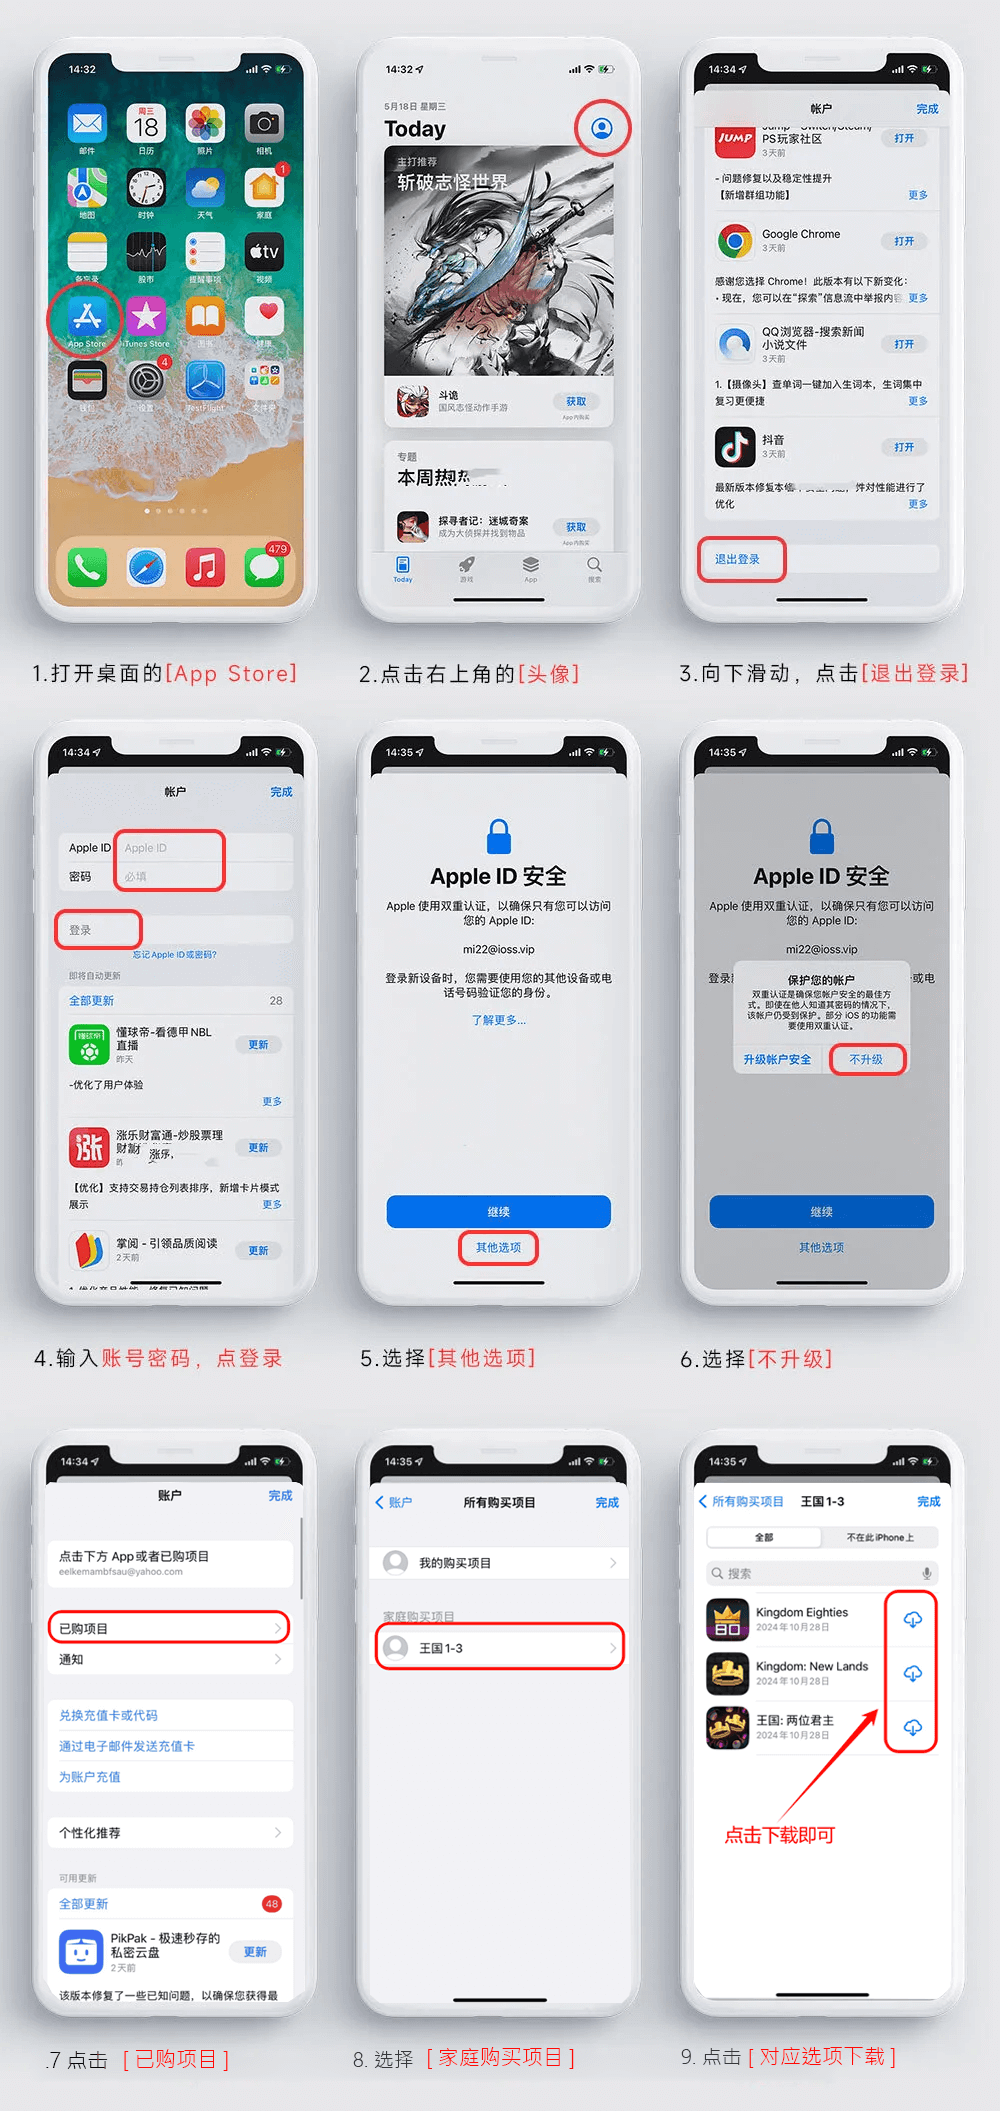 14:32
邮件
周三
18
日历
照片
相机
地图
时钟
天气
1
家庭
备忘录
股市
提醒事项
tv
视频
App Store
iTunes Store
图书
健康
钱包
4
设置
TestFlight
文件夹
479
1.打开桌面的[App Store]
14:32
5月18日 星期三
Today
主打推荐
斩破志怪世界
斗诡
国风志怪动作手游
获取
App内购买
专题
本周热
探寻者记：迷城奇案
成为大侦探并找到物品
获取
App内购买
Today
游戏
App
搜索
2.点击右上角的[头像]
14:34
帐户
完成
JUMP
Jump - Switch/Steam/
PS玩家社区
3天前
打开
- 问题修复以及稳定性提升
【新增群组功能】
更多
Google Chrome
3天前
打开
感谢您选择 Chrome！此版本有以下新变化：
• 现在，您可以在“探索”信息流中举报内容
更多
QQ浏览器-搜索新闻
小说文件
3天前
打开
1.【摄像头】查单词一键加入生词本，生词集中
复习更便捷
更多
抖音
3天前
打开
最新版本修复
件对性能进行了
优化
更多
退出登录
3.向下滑动，点击[退出登录]
14:34
帐户
完成
Apple ID
Apple ID
密码
必填
登录
忘记 Apple ID 或密码？
即将自动更新
全部更新
28
懂球帝
懂球帝-看德甲NBL
直播
昨天
更新
-优化了用户体验
更多
涨
涨乐财富通-炒股票理
财
涨乐,
更新
【优化】支持交易持仓列表排序，新增卡片模式
展示
更多
掌阅 - 引领品质阅读
2天前
更新
4.输入账号密码，点登录
14:35
Apple ID 安全
Apple 使用双重认证，以确保只有您可以访问
您的 Apple ID:
mi22@ioss.vip
登录新设备时，您需要使用您的其他设备或电
话号码验证您的身份。
了解更多...
继续
其他选项
5.选择[其他选项]
14:35
Apple ID 安全
Apple 使用双重认证，以确保只有您可以访问
您的 Apple ID:
mi22@ioss.vip
登录
或电
保护您的帐户
双重认证是确保您帐户安全的最佳方
式。即使在他人知道其密码的情况下，
该帐户仍受到保护。部分 iOS 的功能需
要使用双重认证。
升级帐户安全
不升级
继续
其他选项
6.选择[不升级]
14:34
账户
完成
点击下方 App或者已购项目
eelkemambfsau@yahoo.com
已购项目
通知
兑换充值卡或代码
通过电子邮件发送充值卡
为账户充值
个性化推荐
可用更新
全部更新
48
PikPak - 极速秒存的
私密云盘
2天前
更新
该版本修复了一些已知问题，以确保您获得最
.7 点击 [ 已购项目 ]
14:35
账户
所有购买项目
完成
我的购买项目
家庭购买项目
王国1-3
8. 选择 [ 家庭购买项目 ]
14:35
所有购买项目
王国1-3
完成
全部
不在此 iPhone 上
搜索
80
Kingdom Eighties
2024年10月28日
Kingdom: New Lands
2024年10月28日
王国: 两位君主
2024年10月28日
点击下载即可
9. 点击 [ 对应选项下载 ]